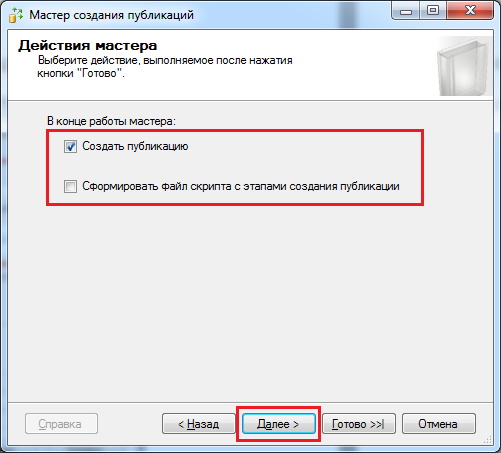 Мастер создания публикаций
Действия мастера
Выберите действие, выполняемое после нажатия
кнопки "Готово".
В конце работы мастера:
Создать публикацию
Сформировать файл скрипта с этапами создания публикации
Справка
< Назад
Далее >
Готово >>|
Отмена